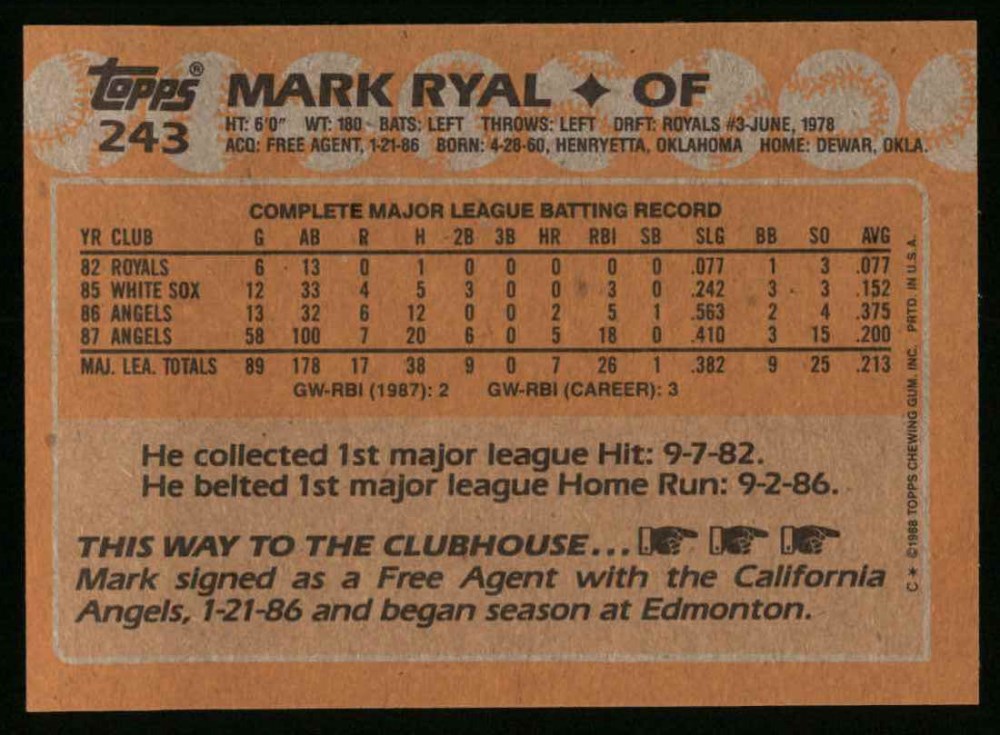 topps®
243
MARK RYAL ✦ OF
HT: 6'0" WT: 180 BATS: LEFT THROWS: LEFT DRFT: ROYALS #3-JUNE, 1978
ACQ: FREE AGENT, 1-21-86 BORN: 4-28-60, HENRYETTA, OKLAHOMA HOME: DEWAR, OKLA.
COMPLETE MAJOR LEAGUE BATTING RECORD
YR CLUB G AB R H 2B 3B HR RBI SB SLG BB SO AVG
82 ROYALS 6 13 0 1 0 0 0 0 0 .077 1 3 .077
85 WHITE SOX 12 33 4 5 3 0 0 3 0 .242 3 3 .152
86 ANGELS 13 32 6 12 0 0 2 5 1 .563 2 4 .375
87 ANGELS 58 100 7 20 6 0 5 18 0 .410 3 15 .200
MAJ. LEA. TOTALS 89 178 17 38 9 0 7 26 1 .382 9 25 .213
GW-RBI (1987): 2 GW-RBI (CAREER): 3
He collected 1st major league Hit: 9-7-82.
He belted 1st major league Home Run: 9-2-86.
THIS WAY TO THE CLUBHOUSE...
Mark signed as a Free Agent with the California
Angels, 1-21-86 and began season at Edmonton.
C * ©1988 TOPPS CHEWING GUM, INC. PRTD. IN U.S.A.